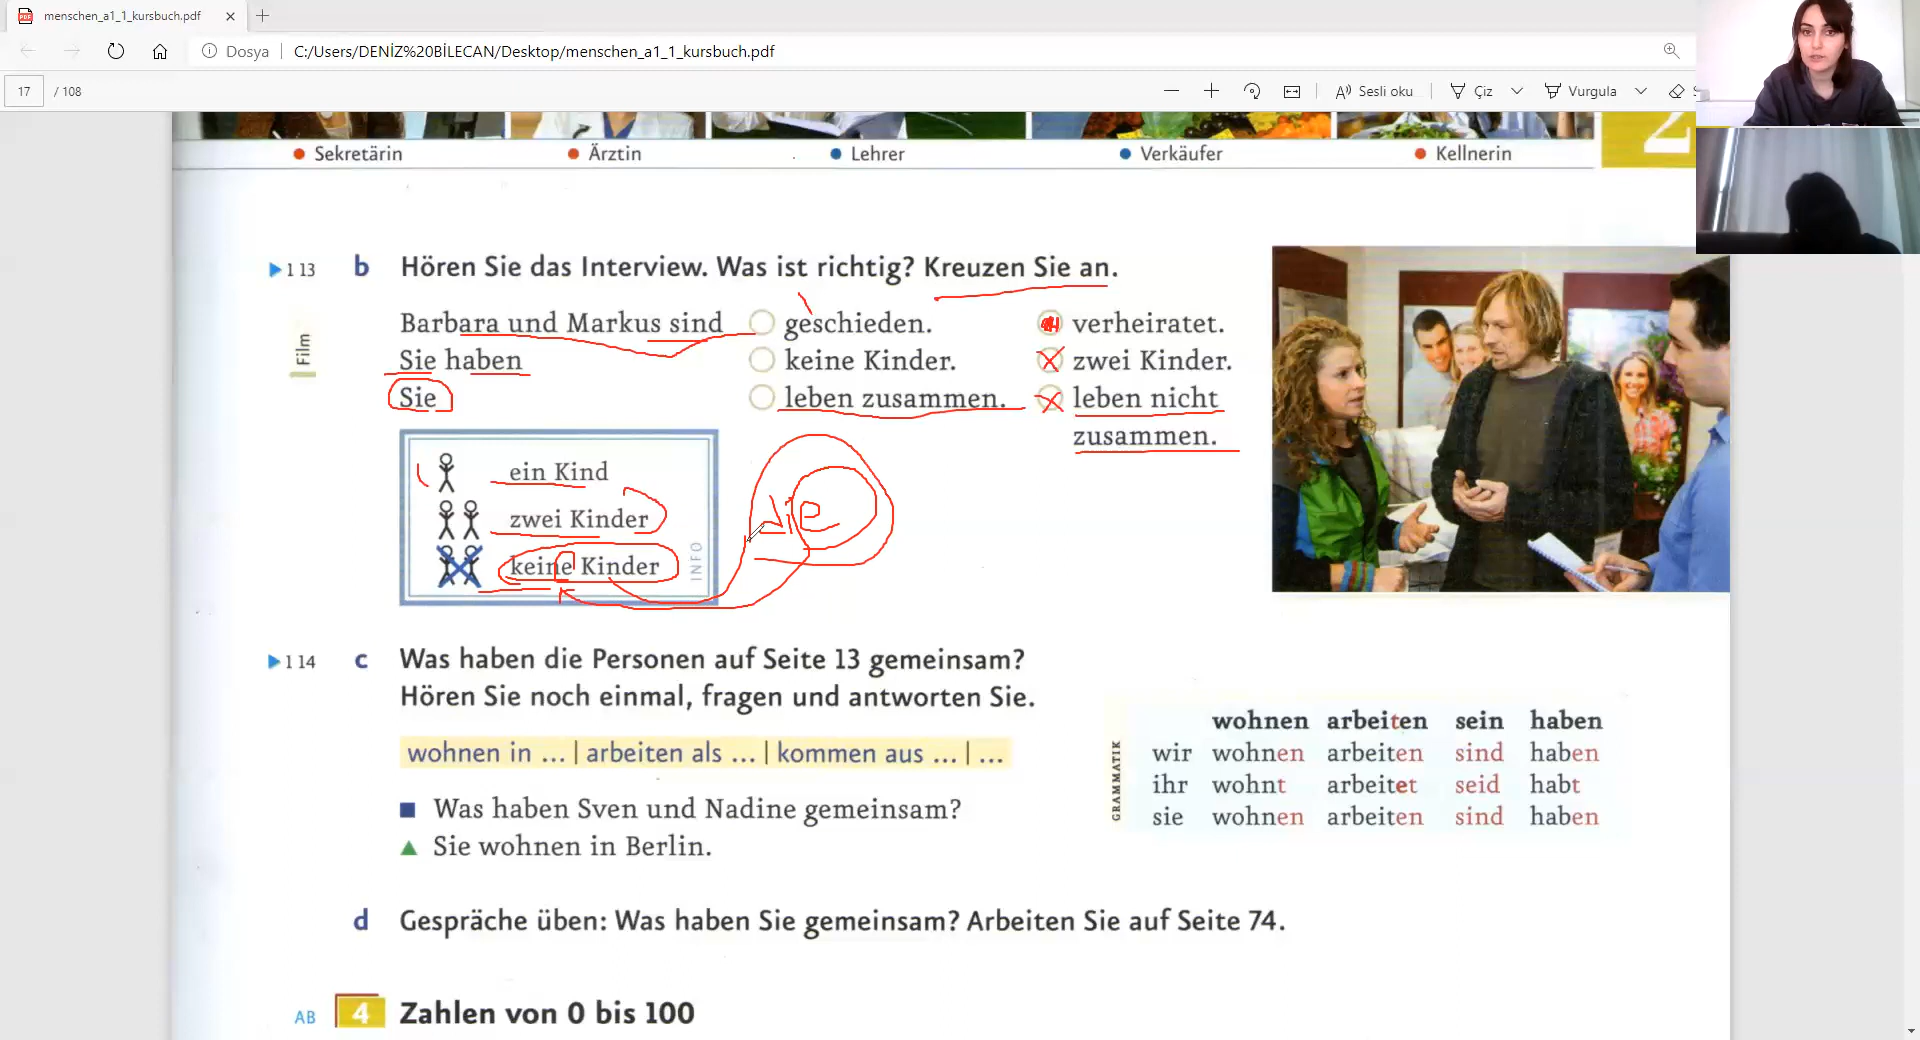 menschen_a1_1_kursbuch.pdf
Dosya C:/Users/DENİZ%20BİLECAN/Desktop/menschen_a1_1_kursbuch.pdf
17 / 108 Sesli oku Çiz Vurgula
Sekretärin Ärztin Lehrer Verkäufer Kellnerin
1 13 b Hören Sie das Interview. Was ist richtig? Kreuzen Sie an.
Film
Barbara und Markus sind geschieden. verheiratet.
Sie haben keine Kinder. zwei Kinder.
Sie leben zusammen. leben nicht
zusammen.
ein Kind
zwei Kinder
keine Kinder
INFO
die
1 14 c Was haben die Personen auf Seite 13 gemeinsam?
Hören Sie noch einmal, fragen und antworten Sie.
wohnen in ... | arbeiten als ... | kommen aus ... | ...
Was haben Sven und Nadine gemeinsam?
Sie wohnen in Berlin.
GRAMMATIK
wohnen arbeiten sein haben
wir wohnen arbeiten sind haben
ihr wohnt arbeitet seid habt
sie wohnen arbeiten sind haben
d Gespräche üben: Was haben Sie gemeinsam? Arbeiten Sie auf Seite 74.
AB 4 Zahlen von 0 bis 100